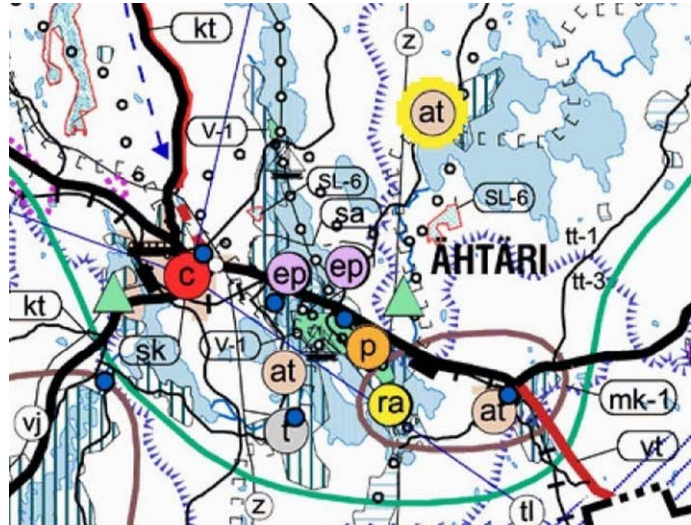 kt
z
at
V-1
SL-6
sa
SL-6
ep
ep
ÄHTÄRI
tt-1
c
tt-3
kt
sk
V-1
p
at
ra
at
mk-1
vj
t
vt
z
tl